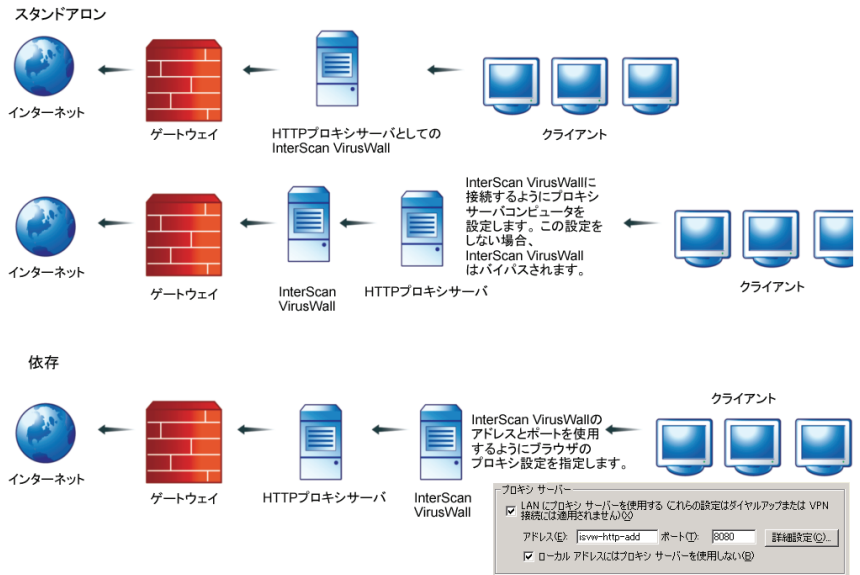 スタンドアロン
インターネット
ゲートウェイ
HTTPプロキシサーバとしての
InterScan VirusWall
クライアント
InterScan VirusWallに
接続するようにプロキシ
サーバコンピュータを
設定します。この設定を
しない場合、
InterScan VirusWall
はバイパスされます。
インターネット
ゲートウェイ
InterScan
VirusWall
HTTPプロキシサーバ
クライアント
依存
クライアント
InterScan VirusWallの
アドレスとポートを使用
するようにブラウザの
プロキシ設定を指定します。
インターネット
ゲートウェイ
HTTPプロキシサーバ
InterScan
VirusWall
プロキシ サーバー
LAN にプロキシ サーバーを使用する (これらの設定はダイヤルアップまたは VPN
接続には適用されません)(X)
アドレス(E): isvw-http-add ポート(T): 8080 詳細設定(C)...
ローカル アドレスにはプロキシ サーバーを使用しない(B)